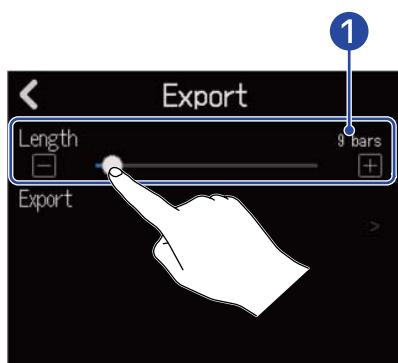 1
< Export
Length 9 bars
− +
Export
>